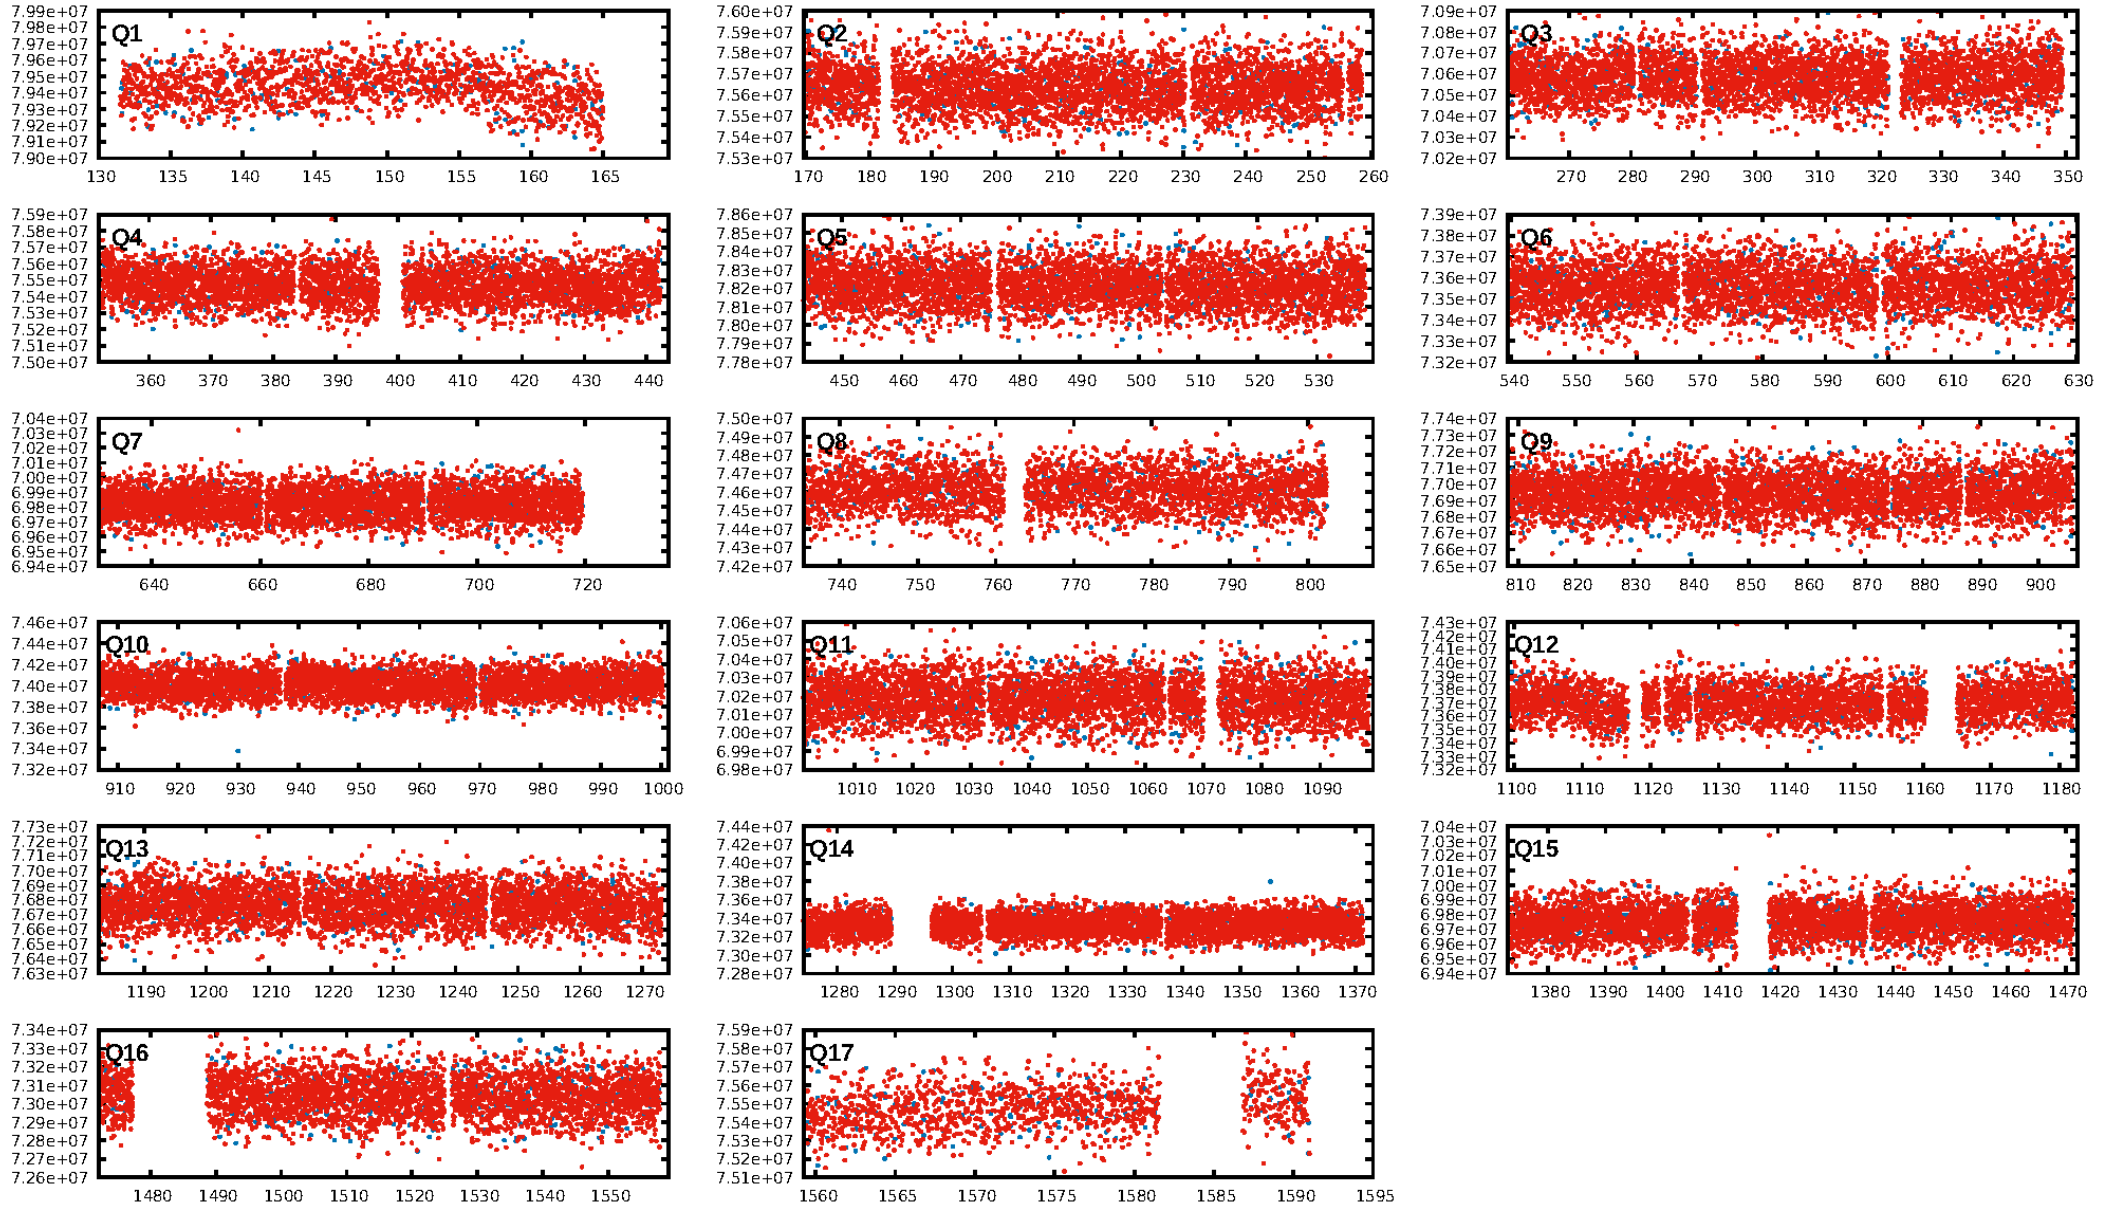 7.99e+07
7.98e+07
7.97e+07
7.96e+07
7.95e+07
7.94e+07
7.93e+07
7.92e+07
7.91e+07
7.90e+07
Q1
130 135 140 145 150 155 160 165
7.60e+07
7.59e+07
7.58e+07
7.57e+07
7.56e+07
7.55e+07
7.54e+07
7.53e+07
Q2
170 180 190 200 210 220 230 240 250 260
7.09e+07
7.08e+07
7.07e+07
7.06e+07
7.05e+07
7.04e+07
7.03e+07
7.02e+07
Q3
270 280 290 300 310 320 330 340 350
7.59e+07
7.58e+07
7.57e+07
7.56e+07
7.55e+07
7.54e+07
7.53e+07
7.52e+07
7.51e+07
7.50e+07
Q4
360 370 380 390 400 410 420 430 440
7.86e+07
7.85e+07
7.84e+07
7.83e+07
7.82e+07
7.81e+07
7.80e+07
7.79e+07
7.78e+07
Q5
450 460 470 480 490 500 510 520 530
7.39e+07
7.38e+07
7.37e+07
7.36e+07
7.35e+07
7.34e+07
7.33e+07
7.32e+07
Q6
540 550 560 570 580 590 600 610 620 630
7.04e+07
7.03e+07
7.02e+07
7.01e+07
7.00e+07
6.99e+07
6.98e+07
6.97e+07
6.96e+07
6.95e+07
6.94e+07
Q7
640 660 680 700 720
7.50e+07
7.49e+07
7.48e+07
7.47e+07
7.46e+07
7.45e+07
7.44e+07
7.43e+07
7.42e+07
Q8
740 750 760 770 780 790 800
7.74e+07
7.73e+07
7.72e+07
7.71e+07
7.70e+07
7.69e+07
7.68e+07
7.67e+07
7.66e+07
7.65e+07
Q9
810 820 830 840 850 860 870 880 890 900
7.46e+07
7.44e+07
7.42e+07
7.40e+07
7.38e+07
7.36e+07
7.34e+07
7.32e+07
Q10
910 920 930 940 950 960 970 980 990 1000
7.06e+07
7.05e+07
7.04e+07
7.03e+07
7.02e+07
7.01e+07
7.00e+07
6.99e+07
6.98e+07
Q11
1010 1020 1030 1040 1050 1060 1070 1080 1090
7.43e+07
7.42e+07
7.41e+07
7.40e+07
7.39e+07
7.38e+07
7.37e+07
7.36e+07
7.35e+07
7.34e+07
7.33e+07
7.32e+07
Q12
1100 1110 1120 1130 1140 1150 1160 1170 1180
7.73e+07
7.72e+07
7.71e+07
7.70e+07
7.69e+07
7.68e+07
7.67e+07
7.66e+07
7.65e+07
7.64e+07
7.63e+07
Q13
1190 1200 1210 1220 1230 1240 1250 1260 1270
7.44e+07
7.42e+07
7.40e+07
7.38e+07
7.36e+07
7.34e+07
7.32e+07
7.30e+07
7.28e+07
Q14
1280 1290 1300 1310 1320 1330 1340 1350 1360 1370
7.04e+07
7.03e+07
7.02e+07
7.01e+07
7.00e+07
6.99e+07
6.98e+07
6.97e+07
6.96e+07
6.95e+07
6.94e+07
Q15
1380 1390 1400 1410 1420 1430 1440 1450 1460 1470
7.34e+07
7.33e+07
7.32e+07
7.31e+07
7.30e+07
7.29e+07
7.28e+07
7.27e+07
7.26e+07
Q16
1480 1490 1500 1510 1520 1530 1540 1550
7.59e+07
7.58e+07
7.57e+07
7.56e+07
7.55e+07
7.54e+07
7.53e+07
7.52e+07
7.51e+07
Q17
1560 1565 1570 1575 1580 1585 1590 1595